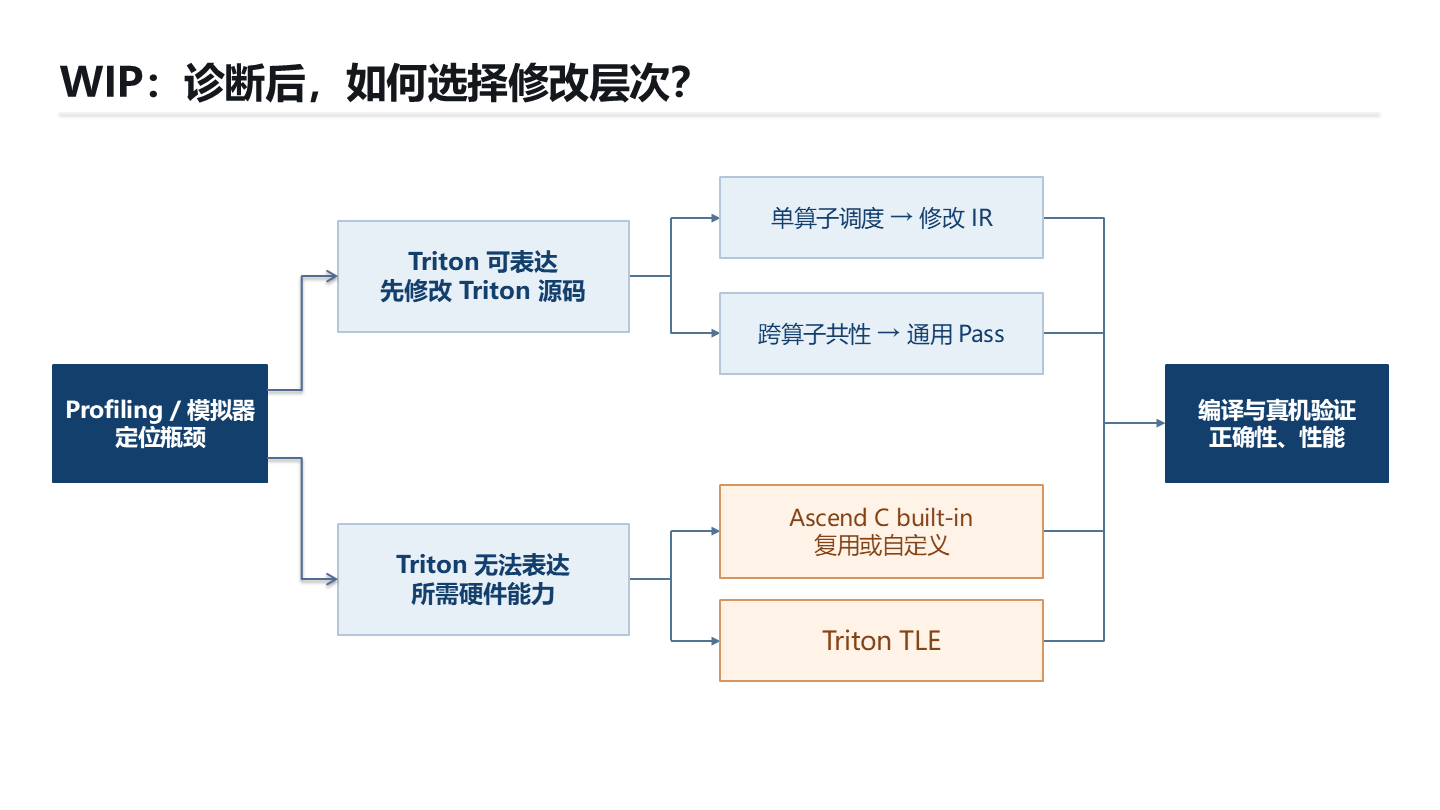 WIP：诊断后，如何选择修改层次？
Profiling / 模拟器
定位瓶颈
Triton 可表达
先修改 Triton 源码
单算子调度 → 修改 IR
跨算子共性 → 通用 Pass
Triton 无法表达
所需硬件能力
Ascend C built-in
复用或自定义
Triton TLE
编译与真机验证
正确性、性能